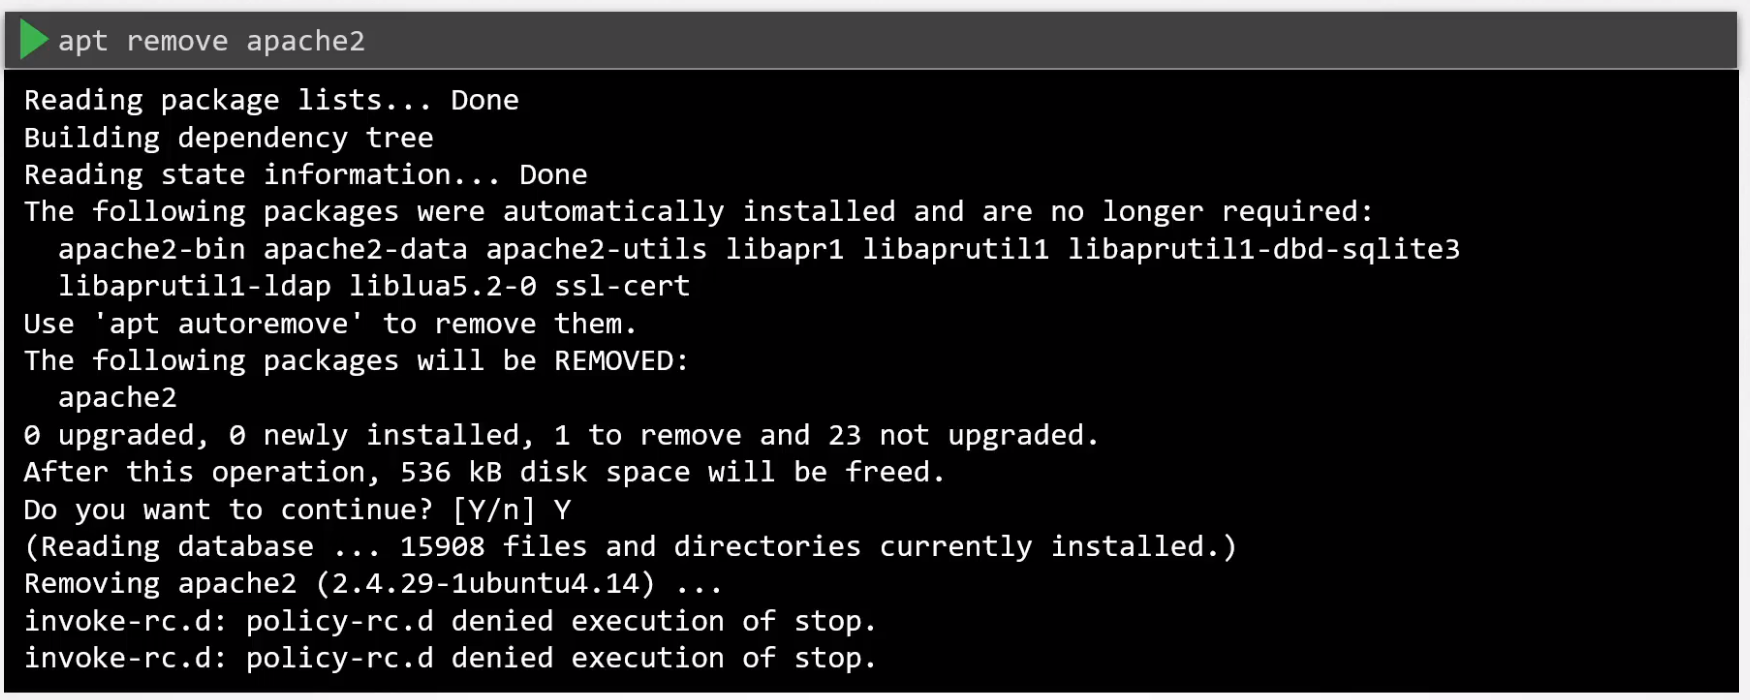 apt remove apache2
Reading package lists... Done
Building dependency tree
Reading state information... Done
The following packages were automatically installed and are no longer required:
  apache2-bin apache2-data apache2-utils libapr1 libaprutil1 libaprutil1-dbd-sqlite3
  libaprutil1-ldap liblua5.2-0 ssl-cert
Use 'apt autoremove' to remove them.
The following packages will be REMOVED:
  apache2
0 upgraded, 0 newly installed, 1 to remove and 23 not upgraded.
After this operation, 536 kB disk space will be freed.
Do you want to continue? [Y/n] Y
(Reading database ... 15908 files and directories currently installed.)
Removing apache2 (2.4.29-1ubuntu4.14) ...
invoke-rc.d: policy-rc.d denied execution of stop.
invoke-rc.d: policy-rc.d denied execution of stop.